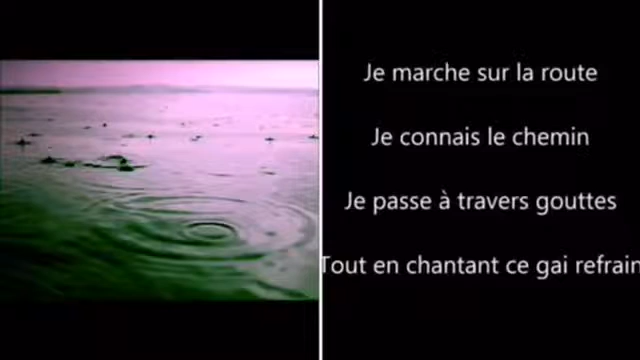 Je marche sur la route
Je connais le chemin
Je passe à travers gouttes
Tout en chantant ce gai refrain